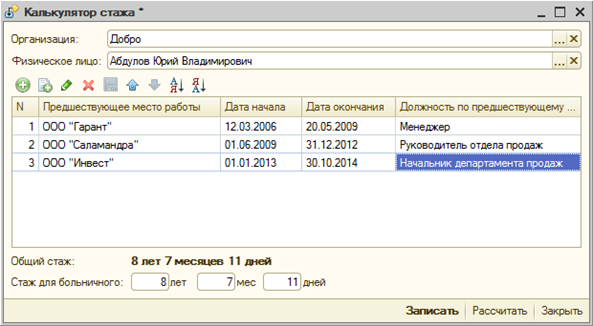 Калькулятор стажа *
Организация: Добро ... ×
Физическое лицо: Абдулов Юрий Владимирович ... ×
N Предшествующее место работы Дата начала Дата окончания Должность по предшествующему ...
1 ООО "Гарант" 12.03.2006 20.05.2009 Менеджер
2 ООО "Саламандра" 01.06.2009 31.12.2012 Руководитель отдела продаж
3 ООО "Инвест" 01.01.2013 30.10.2014 Начальник департамента продаж
Общий стаж: 8 лет 7 месяцев 11 дней
Стаж для больничного: 8 лет 7 мес 11 дней
Записать Рассчитать Закрыть